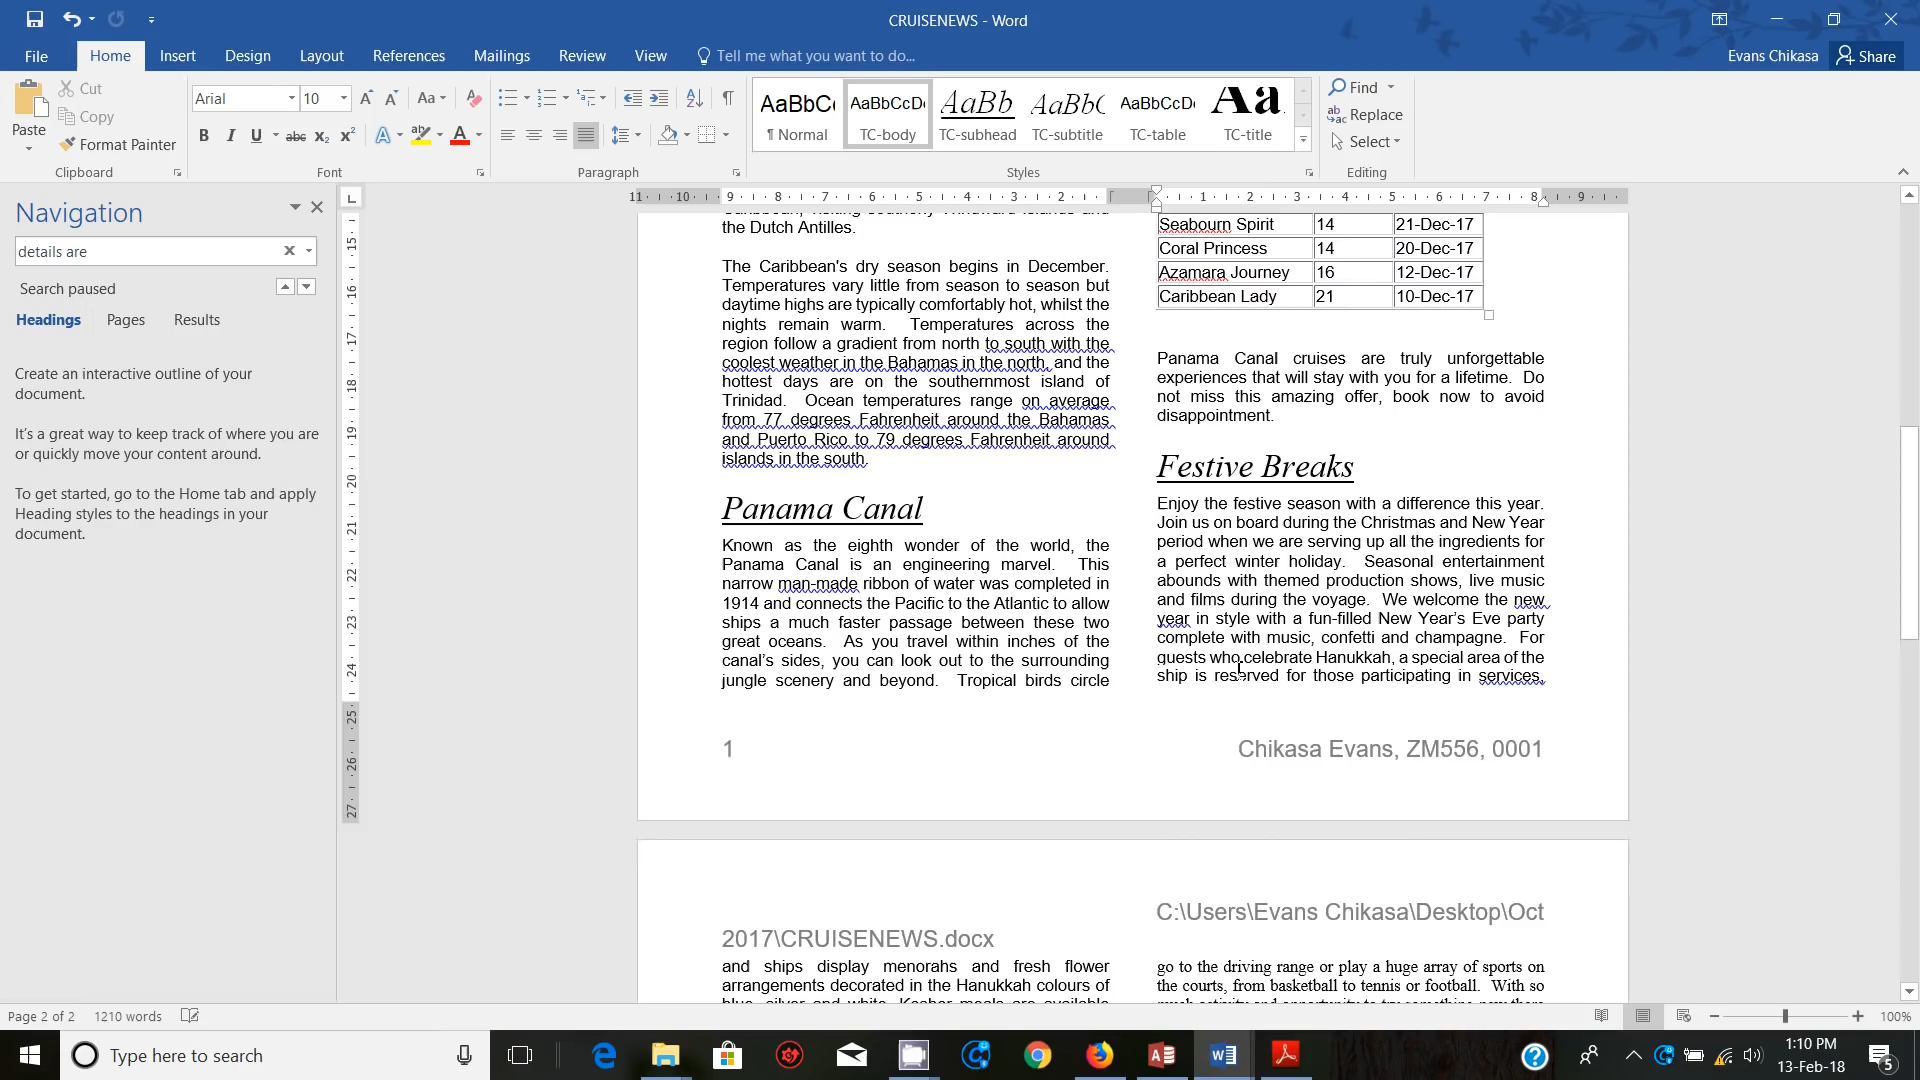 CRUISENEWS - Word
File Home Insert Design Layout References Mailings Review View Tell me what you want to do... Evans Chikasa Share
Paste
Cut
Copy
Format Painter
Clipboard
Arial 10
Font
Paragraph
AaBbC AaBbCcD AaBb AaBb( AaBbCcD Aa
¶ Normal TC-body TC-subhead TC-subtitle TC-table TC-title
Styles
Find
Replace
Select
Editing
Navigation
details are
Search paused
Headings Pages Results
Create an interactive outline of your
document.
It's a great way to keep track of where you are
or quickly move your content around.
To get started, go to the Home tab and apply
Heading styles to the headings in your
document.
the Dutch Antilles.
The Caribbean's dry season begins in December.
Temperatures vary little from season to season but
daytime highs are typically comfortably hot, whilst the
nights remain warm. Temperatures across the
region follow a gradient from north to south with the
coolest weather in the Bahamas in the north, and the
hottest days are on the southernmost island of
Trinidad. Ocean temperatures range on average
from 77 degrees Fahrenheit around the Bahamas
and Puerto Rico to 79 degrees Fahrenheit around
islands in the south.
Panama Canal
Known as the eighth wonder of the world, the
Panama Canal is an engineering marvel. This
narrow man-made ribbon of water was completed in
1914 and connects the Pacific to the Atlantic to allow
ships a much faster passage between these two
great oceans. As you travel within inches of the
canal's sides, you can look out to the surrounding
jungle scenery and beyond. Tropical birds circle
Seabourn Spirit 14 21-Dec-17
Coral Princess 14 20-Dec-17
Azamara Journey 16 12-Dec-17
Caribbean Lady 21 10-Dec-17
Panama Canal cruises are truly unforgettable
experiences that will stay with you for a lifetime. Do
not miss this amazing offer, book now to avoid
disappointment.
Festive Breaks
Enjoy the festive season with a difference this year.
Join us on board during the Christmas and New Year
period when we are serving up all the ingredients for
a perfect winter holiday. Seasonal entertainment
abounds with themed production shows, live music
and films during the voyage. We welcome the new
year in style with a fun-filled New Year's Eve party
complete with music, confetti and champagne. For
guests who celebrate Hanukkah, a special area of the
ship is reserved for those participating in services,
1 Chikasa Evans, ZM556, 0001
C:\Users\Evans Chikasa\Desktop\Oct
2017\CRUISENEWS.docx
and ships display menorahs and fresh flower
arrangements decorated in the Hanukkah colours of
go to the driving range or play a huge array of sports on
the courts, from basketball to tennis or football. With so
Page 2 of 2 1210 words 100%
Type here to search
1:10 PM
13-Feb-18
5